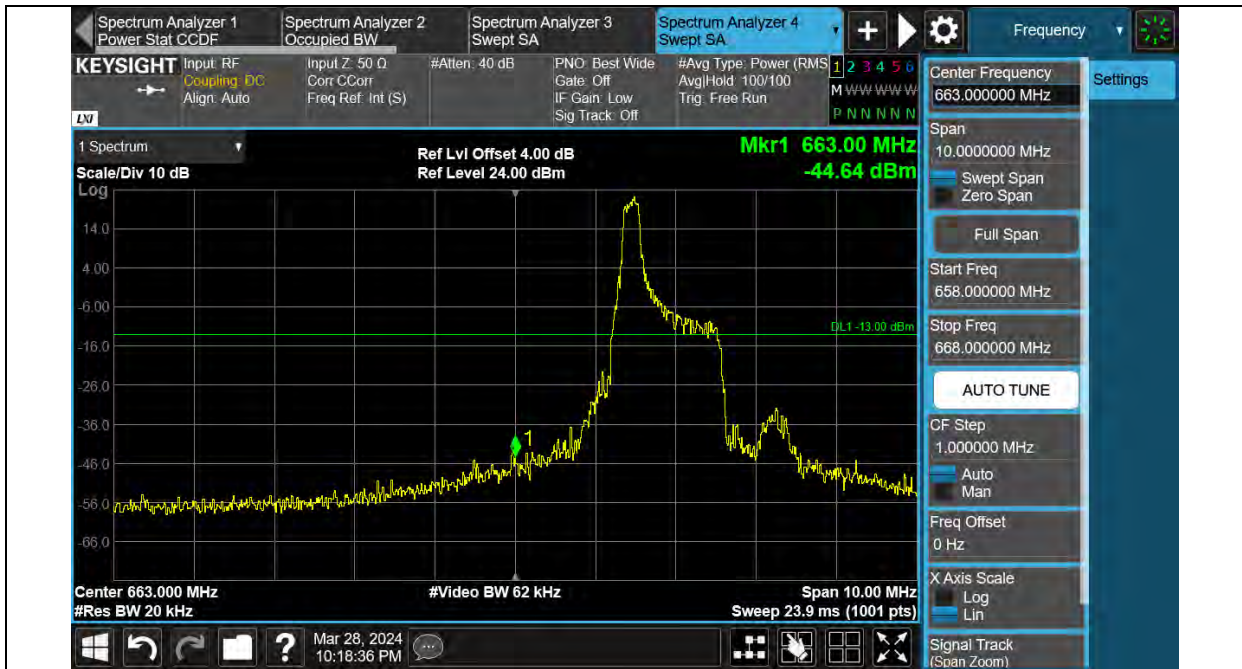 Spectrum Analyzer 1
Power Stat CCDF
Spectrum Analyzer 2
Occupied BW
Spectrum Analyzer 3
Swept SA
Spectrum Analyzer 4
Swept SA
Frequency
KEYSIGHT
LXI
Input: RF
Coupling: DC
Align: Auto
Input Z: 50 Ω
Corr CCorr
Freq Ref: Int (S)
#Atten: 40 dB
PNO: Best Wide
Gate: Off
IF Gain: Low
Sig Track: Off
#Avg Type: Power (RMS
Avg|Hold: 100/100
Trig: Free Run
1 2 3 4 5 6
M W W W W W
P N N N N N
1 Spectrum
Scale/Div 10 dB
Log
Ref Lvl Offset 4.00 dB
Ref Level 24.00 dBm
Mkr1 663.00 MHz
-44.64 dBm
14.0
4.00
-6.00
DL1 -13.00 dBm
-16.0
-26.0
-36.0
1
-46.0
-56.0
-66.0
Center 663.000 MHz
#Res BW 20 kHz
#Video BW 62 kHz
Span 10.00 MHz
Sweep 23.9 ms (1001 pts)
Mar 28, 2024
10:18:36 PM
Center Frequency
663.000000 MHz
Settings
Span
10.0000000 MHz
Swept Span
Zero Span
Full Span
Start Freq
658.000000 MHz
Stop Freq
668.000000 MHz
AUTO TUNE
CF Step
1.000000 MHz
Auto
Man
Freq Offset
0 Hz
X Axis Scale
Log
Lin
Signal Track
(Span Zoom)